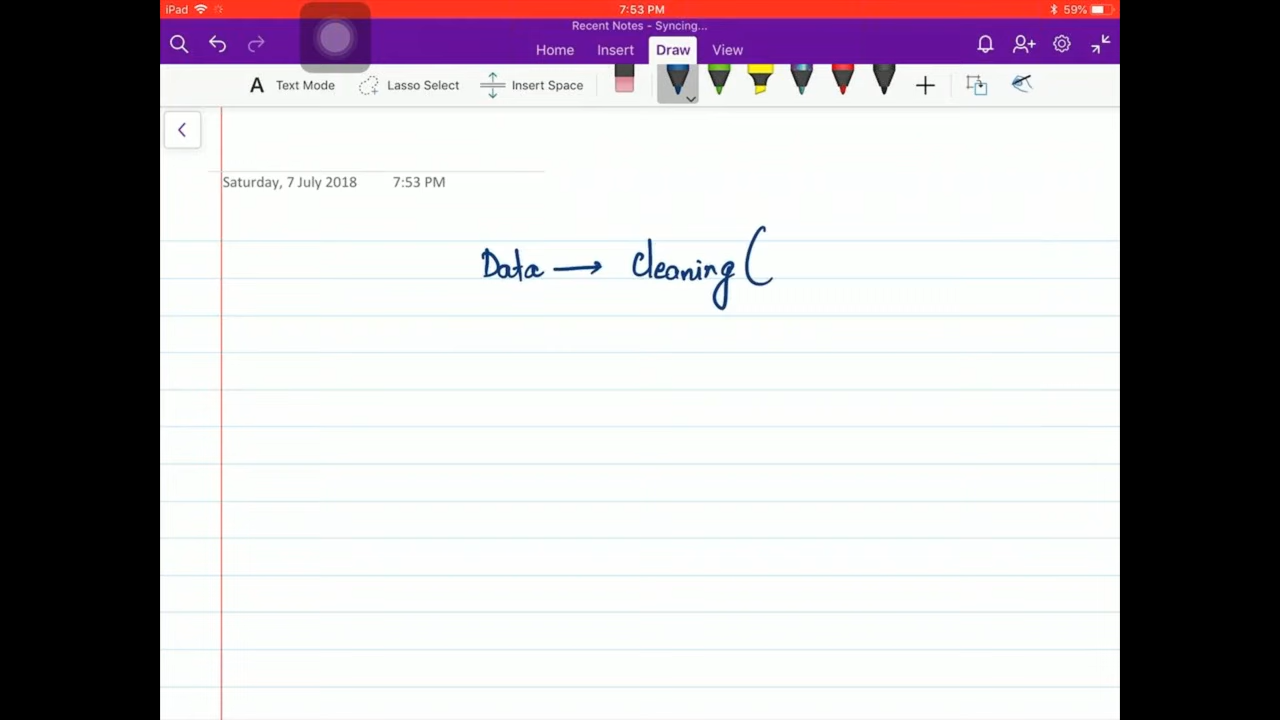 iPad 7:53 PM 59%
Recent Notes - Syncing...
Home Insert Draw View
A Text Mode Lasso Select Insert Space
Saturday, 7 July 2018 7:53 PM
Data → Cleaning (